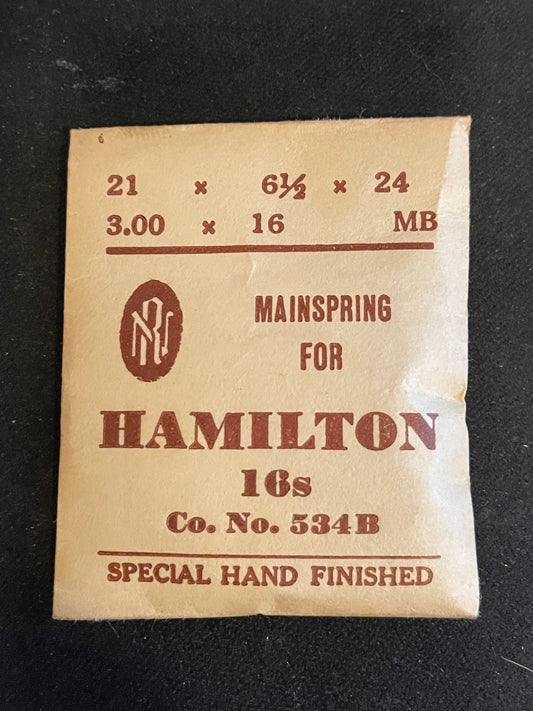 21 x 6½ x 24
3.00 x 16 MB
MAINSPRING
FOR
HAMILTON
16s
Co. No. 534B
SPECIAL HAND FINISHED